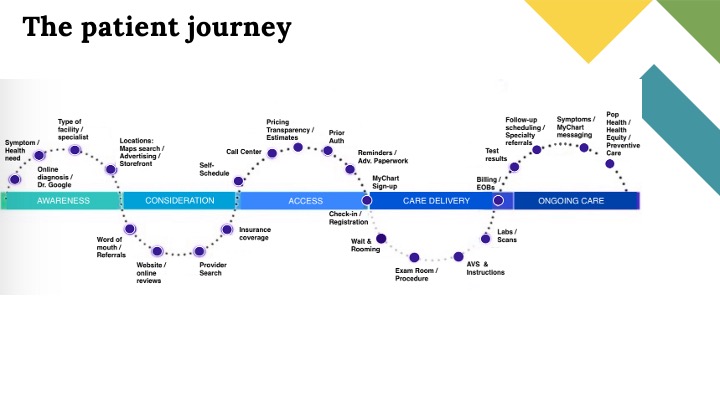 The patient journey
Symptom /
Health
need
Online
diagnosis /
Dr. Google
Type of
facility /
specialist
Locations:
Maps search /
Advertising /
Storefront
AWARENESS
Word of
mouth /
Referrals
Website /
online
reviews
Provider
Search
Insurance
coverage
CONSIDERATION
Self-
Schedule
Call Center
Pricing
Transparency /
Estimates
Prior
Auth
Reminders /
Adv. Paperwork
MyChart
Sign-up
ACCESS
Check-in /
Registration
Wait &
Rooming
Exam Room /
Procedure
AVS &
Instructions
Labs /
Scans
CARE DELIVERY
Billing /
EOBs
Test
results
Follow-up
scheduling /
Specialty
referrals
Symptoms /
MyChart
messaging
Pop
Health /
Health
Equity /
Preventive
Care
ONGOING CARE